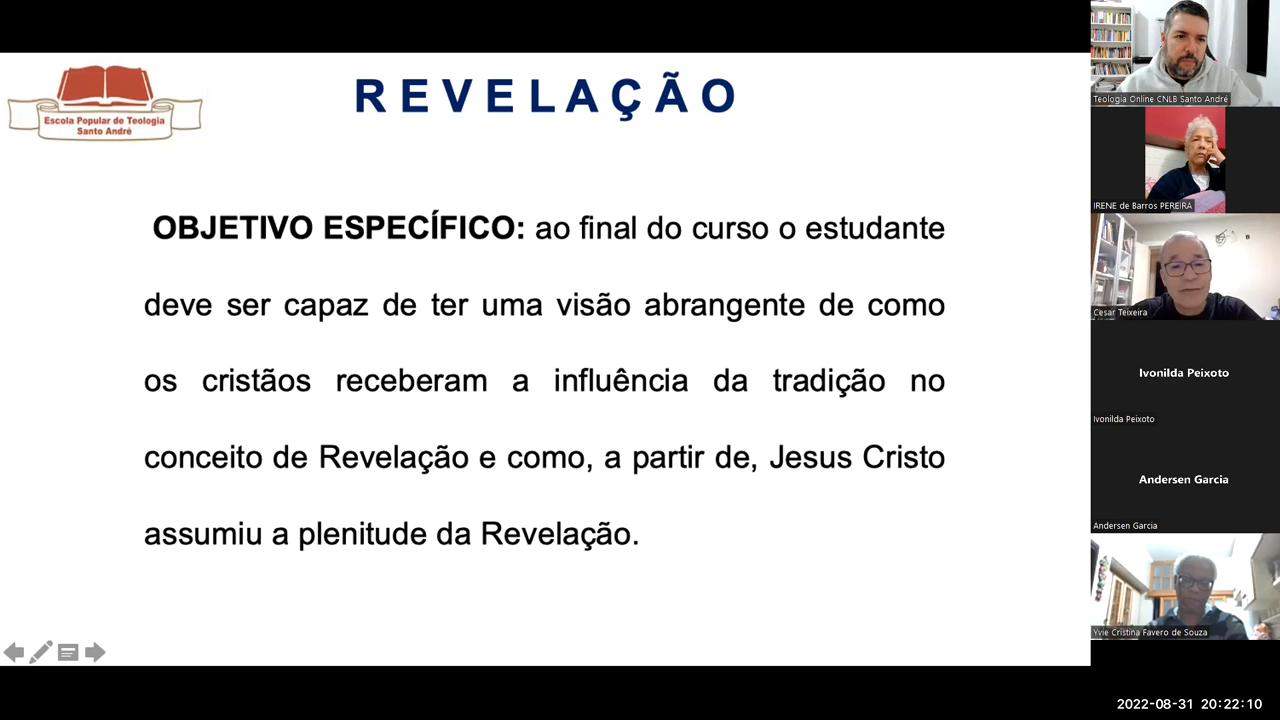 Escola Popular de Teologia
Santo André
REVELAÇÃO
OBJETIVO ESPECÍFICO: ao final do curso o estudante
deve ser capaz de ter uma visão abrangente de como
os cristãos receberam a influência da tradição no
conceito de Revelação e como, a partir de, Jesus Cristo
assumiu a plenitude da Revelação.
Teologia Online CNLB Santo André
IRENE de Barros PEREIRA
Cesar Teixeira
Ivonilda Peixoto
Ivonilda Peixoto
Andersen Garcia
Andersen Garcia
Yvie Cristina Favero de Souza
2022-08-31 20:22:10